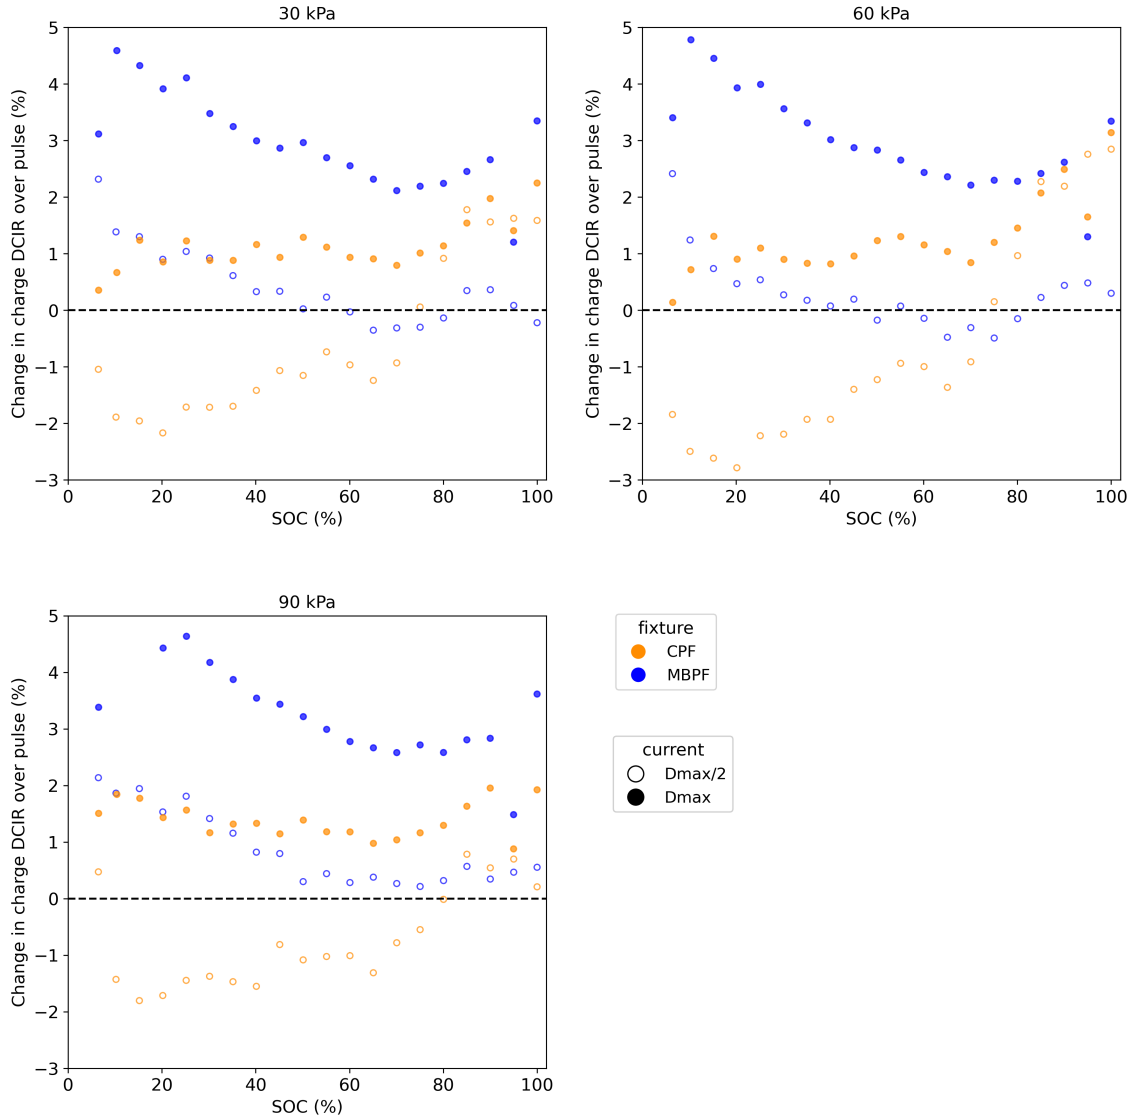 30 kPa
5
4
3
2
1
0
−1
−2
−3
Change in charge DCIR over pulse (%)
0 20 40 60 80 100
SOC (%)
60 kPa
5
4
3
2
1
0
−1
−2
−3
Change in charge DCIR over pulse (%)
0 20 40 60 80 100
SOC (%)
90 kPa
5
4
3
2
1
0
−1
−2
−3
Change in charge DCIR over pulse (%)
0 20 40 60 80 100
SOC (%)
fixture
CPF
MBPF
current
Dmax/2
Dmax